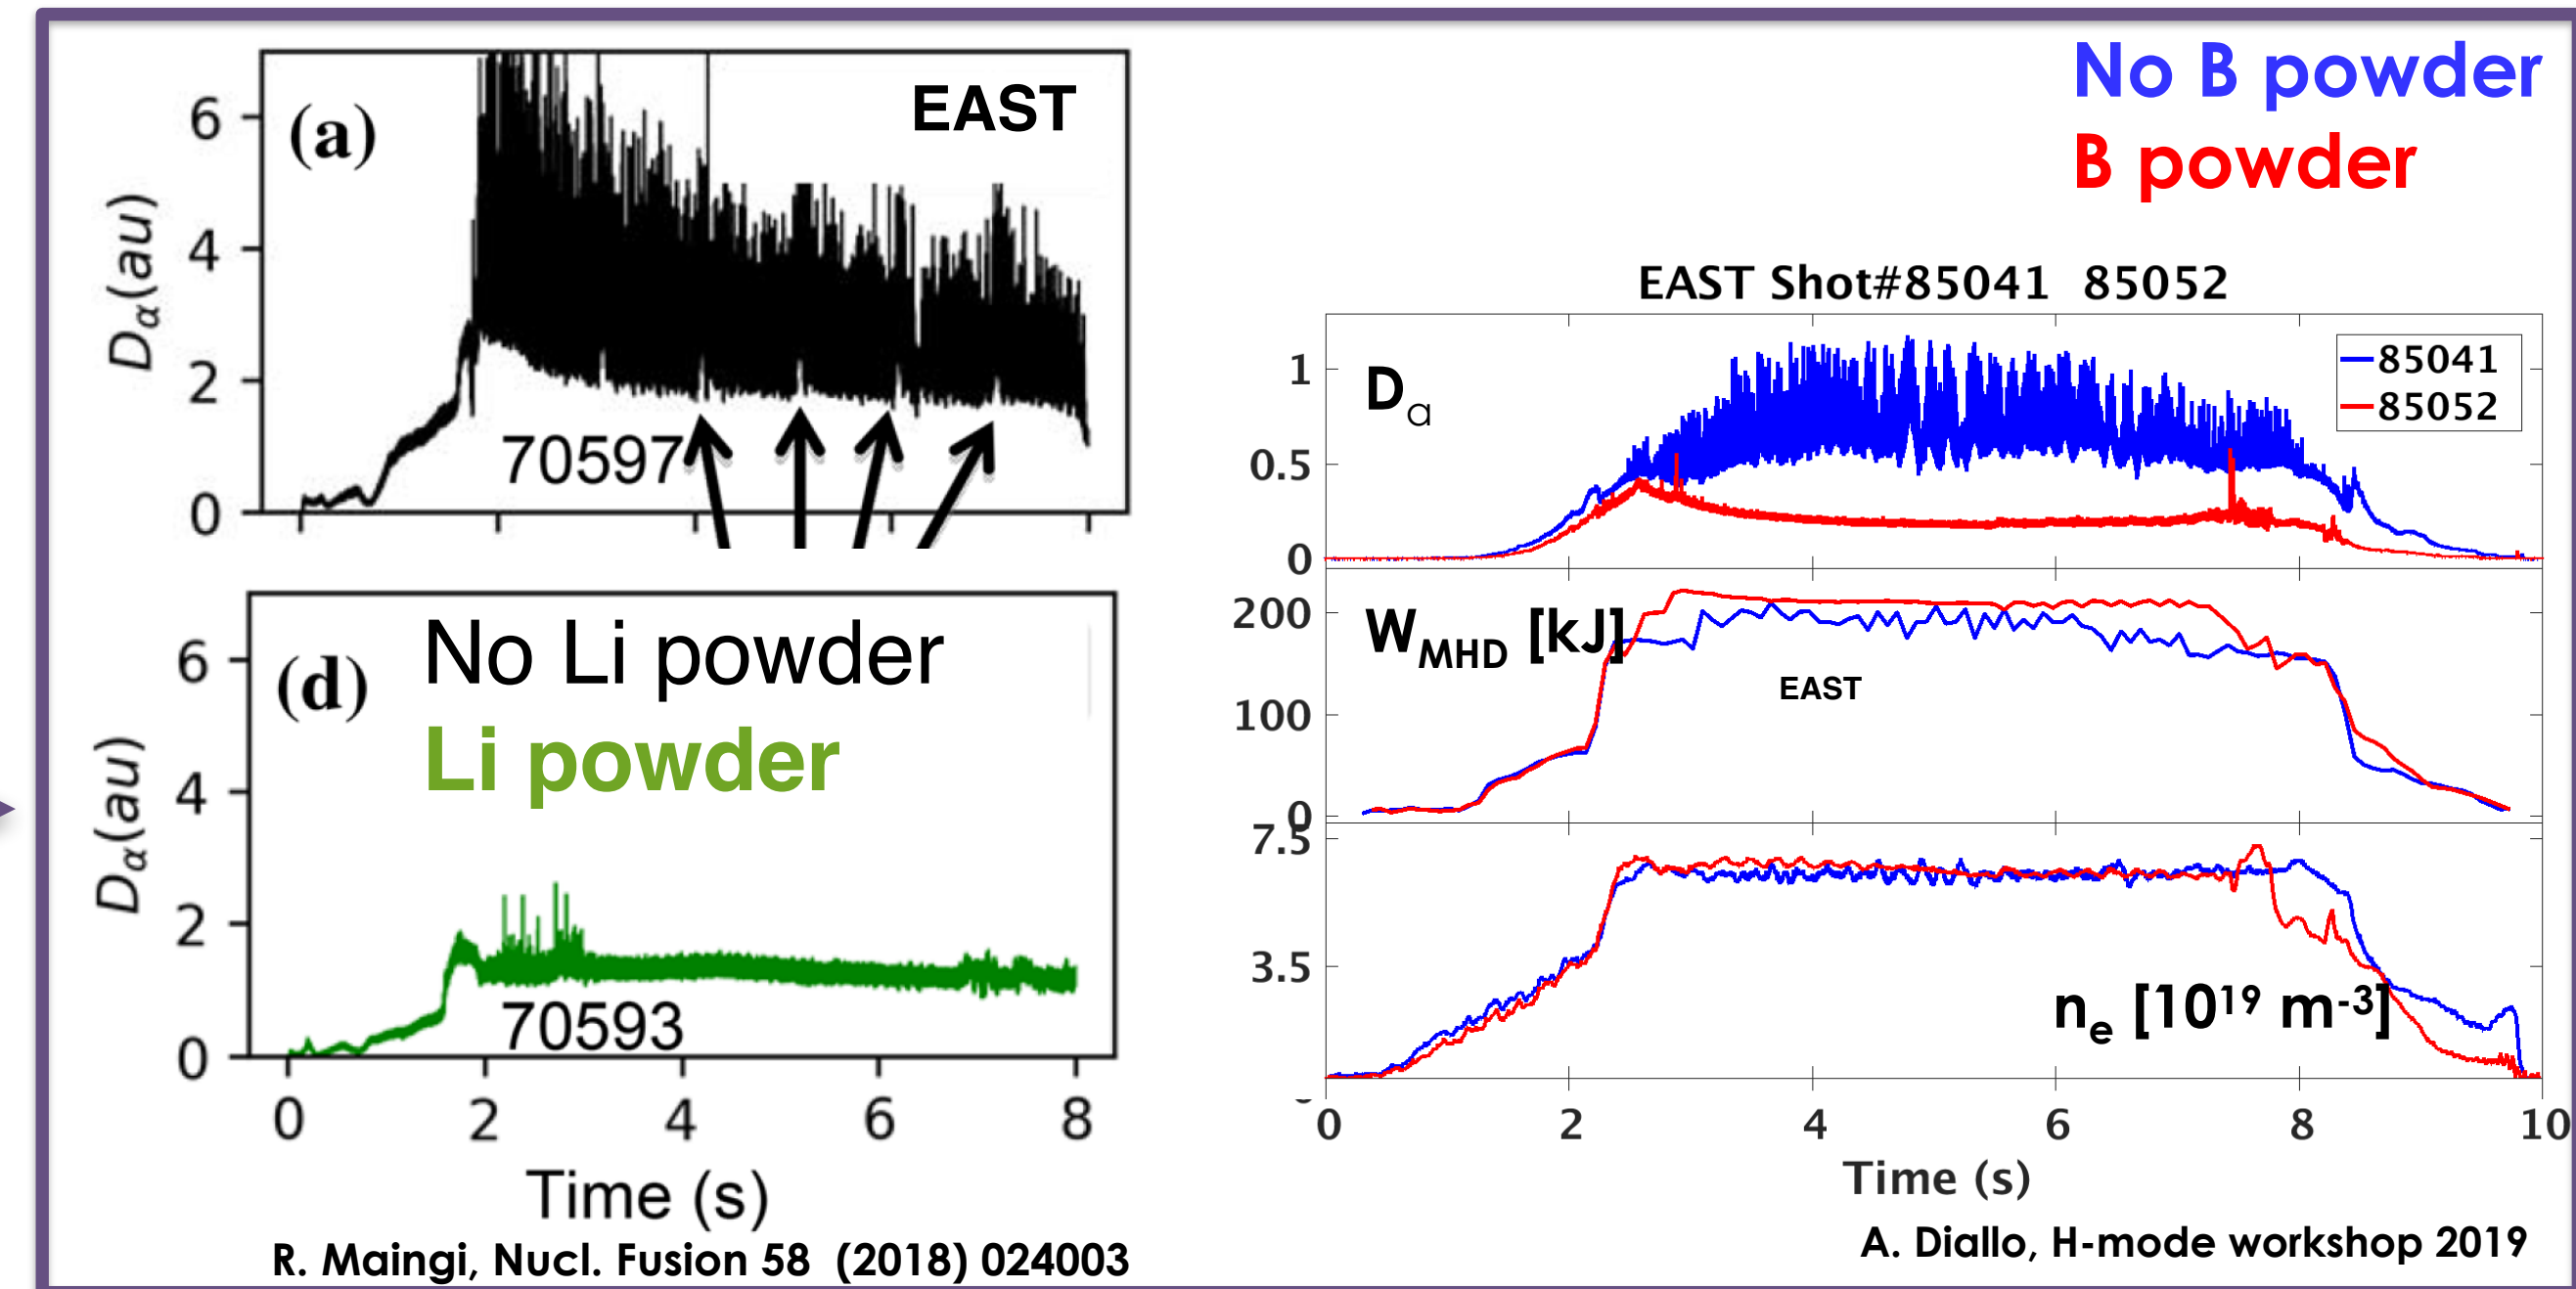 (a)
EAST
Dα(au)
6
4
2
0
70597
(d)
No Li powder
Li powder
Dα(au)
6
4
2
0
70593
0 2 4 6 8
Time (s)
R. Maingi, Nucl. Fusion 58 (2018) 024003
No B powder
B powder
EAST Shot#85041 85052
Dα
85041
85052
1
0.5
0
WMHD [kJ]
EAST
200
100
0
7.5
3.5
ne [10¹⁹ m⁻³]
0 2 4 6 8 10
Time (s)
A. Diallo, H-mode workshop 2019